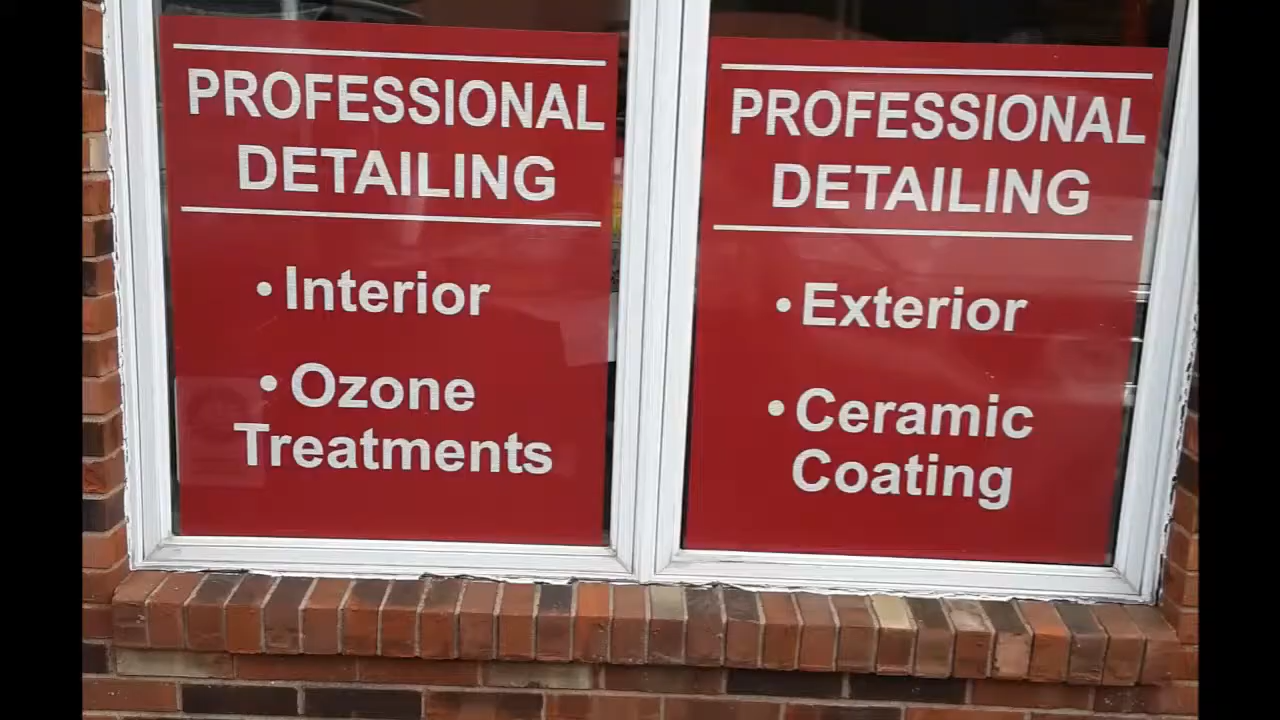 PROFESSIONAL
DETAILING
• Interior
• Ozone
Treatments
PROFESSIONAL
DETAILING
• Exterior
• Ceramic
Coating